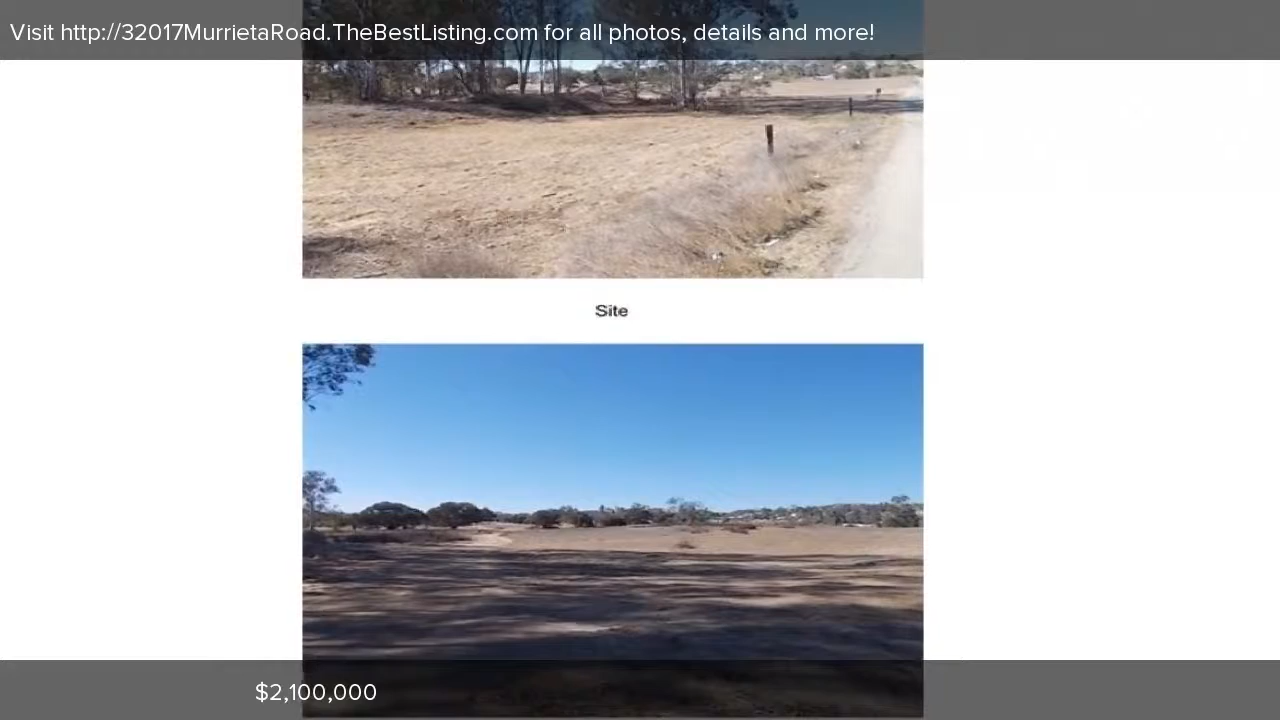 Visit http://32017MurrietaRoad.TheBestListing.com for all photos, details and more!
Site
$2,100,000